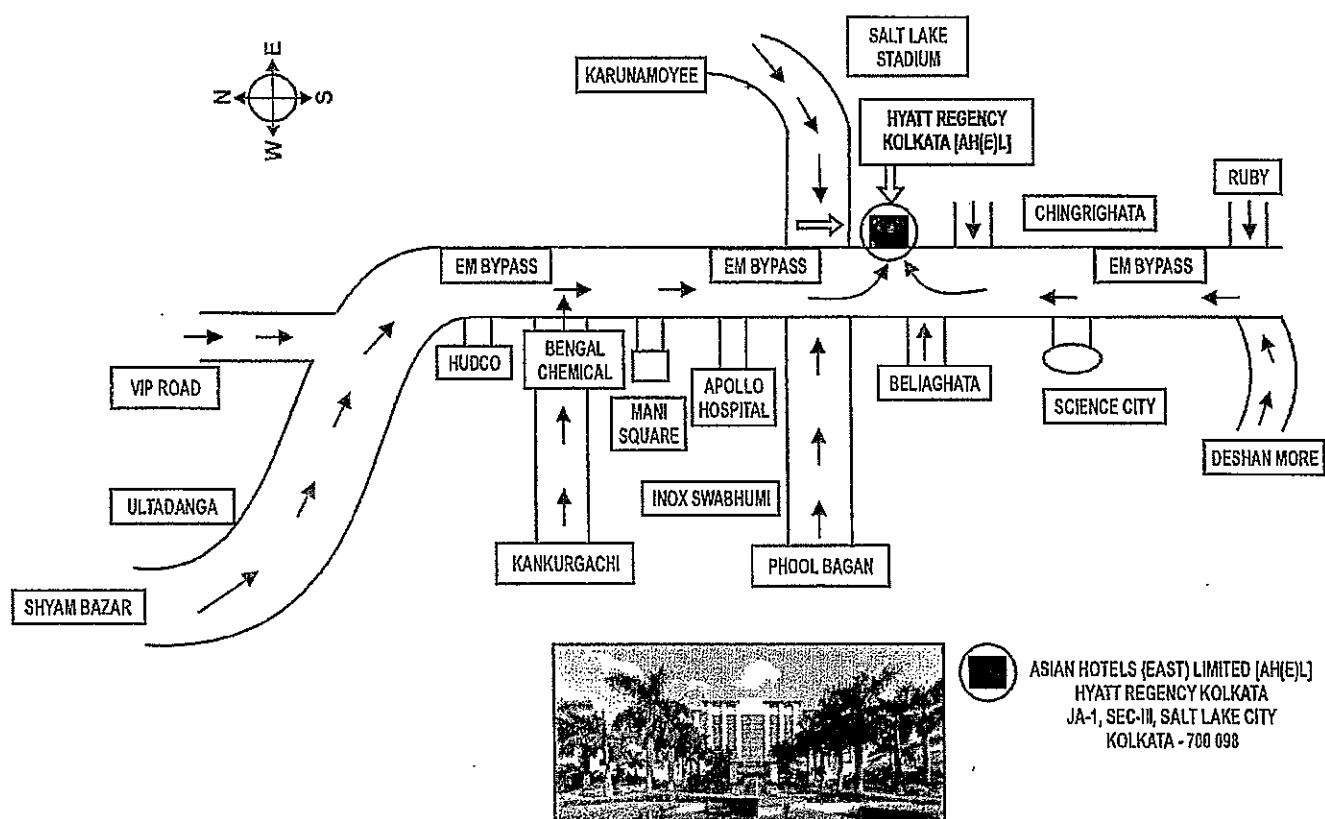 E
N
S
W
SALT LAKE
STADIUM
KARUNAMOYEE
HYATT REGENCY
KOLKATA [AH(E)L]
RUBY
CHINGRIGHATA
EM BYPASS
EM BYPASS
EM BYPASS
HUDCO
BENGAL
CHEMICAL
VIP ROAD
APOLLO
HOSPITAL
BELIAGHATA
MANI
SQUARE
SCIENCE CITY
DESHAN MORE
ULTADANGA
INOX SWABHUMI
KANKURGACHI
PHOOL BAGAN
SHYAM BAZAR
ASIAN HOTELS (EAST) LIMITED [AH(E)L]
HYATT REGENCY KOLKATA
JA-1, SEC-III, SALT LAKE CITY
KOLKATA - 700 098